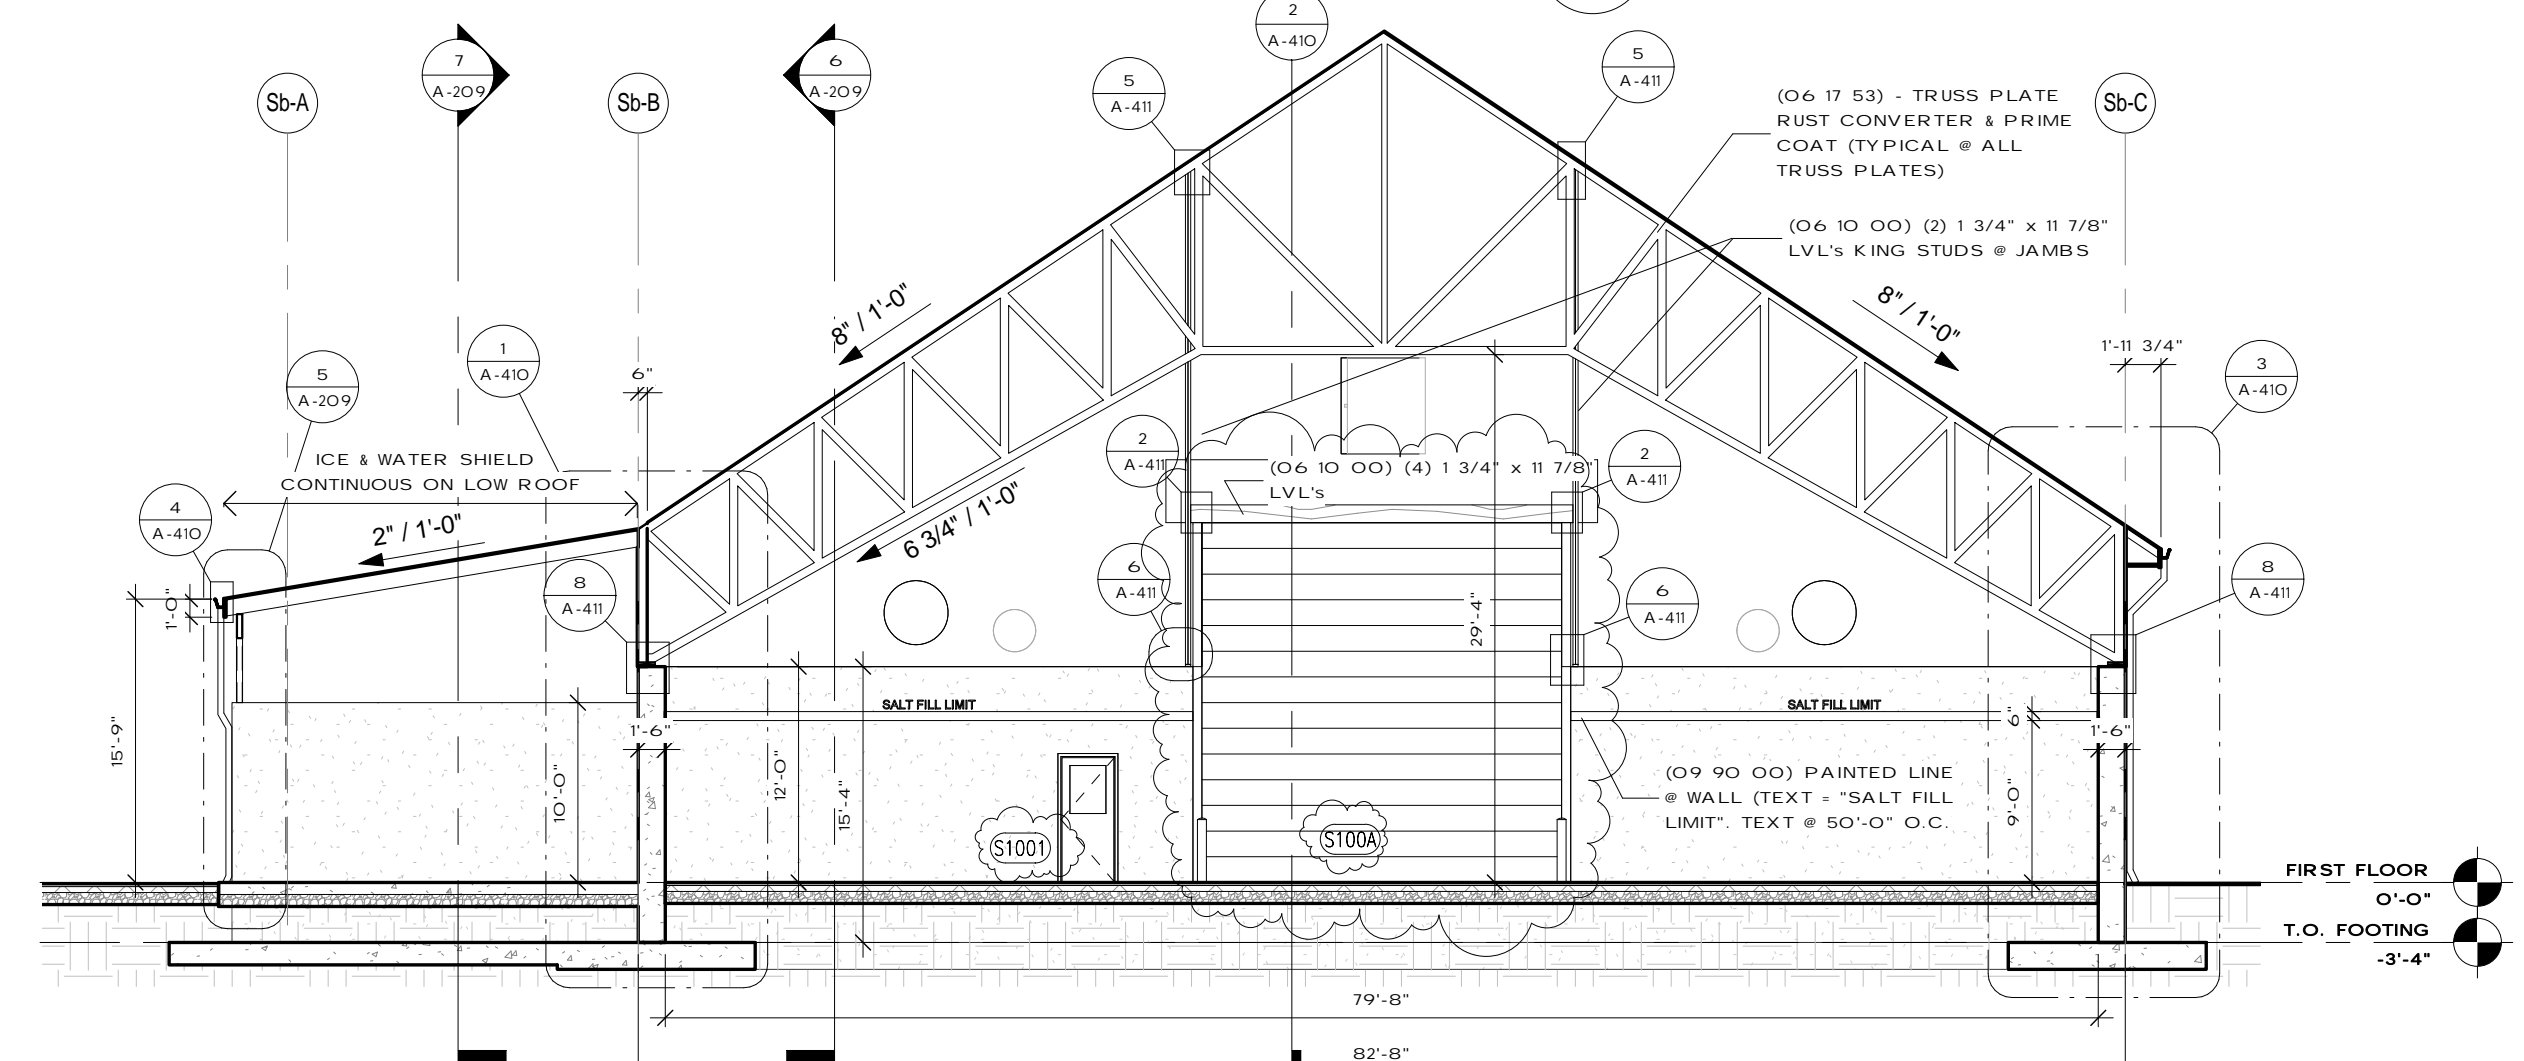 2
A-410
7
A-209
6
A-209
5
A-411
5
A-411
Sb-A
Sb-B
Sb-C
(06 17 53) - TRUSS PLATE
RUST CONVERTER & PRIME
COAT (TYPICAL @ ALL
TRUSS PLATES)
(06 10 00) (2) 1 3/4" x 11 7/8"
LVL's KING STUDS @ JAMBS
8" / 1'-0"
8" / 1'-0"
1'-11 3/4"
1
A-410
5
A-209
6"
3
A-410
ICE & WATER SHIELD
CONTINUOUS ON LOW ROOF
2
A-411
(06 10 00) (4) 1 3/4" x 11 7/8"
LVL's
2
A-411
4
A-410
2" / 1'-0"
6 3/4" / 1'-0"
8
A-411
6
A-411
29'-4"
6
A-411
8
A-411
1'-0"
SALT FILL LIMIT
SALT FILL LIMIT
6"
15'-9"
1'-6"
1'-6"
10'-0"
12'-0"
15'-4"
(09 90 00) PAINTED LINE
@ WALL (TEXT = "SALT FILL
LIMIT". TEXT @ 50'-0" O.C.
9'-0"
S1001
S100A
FIRST FLOOR
0'-0"
T.O. FOOTING
-3'-4"
79'-8"
82'-8"